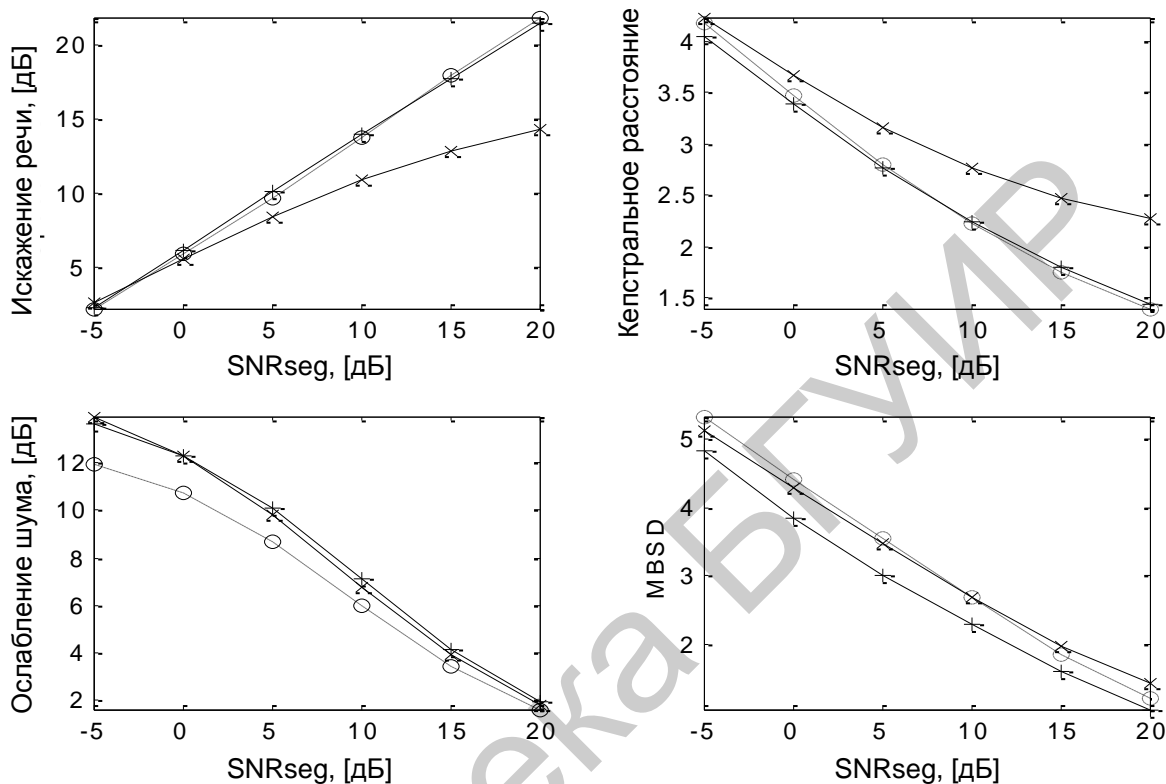 Искажение речи, [дБ]
20
15
10
5
-5 0 5 10 15 20
SNRseg, [дБ]
Кепстральное расстояние
4
3.5
3
2.5
2
1.5
-5 0 5 10 15 20
SNRseg, [дБ]
Ослабление шума, [дБ]
12
10
8
6
4
2
-5 0 5 10 15 20
SNRseg, [дБ]
MBSD
5
4
3
2
-5 0 5 10 15 20
SNRseg, [дБ]
ека БГУИР